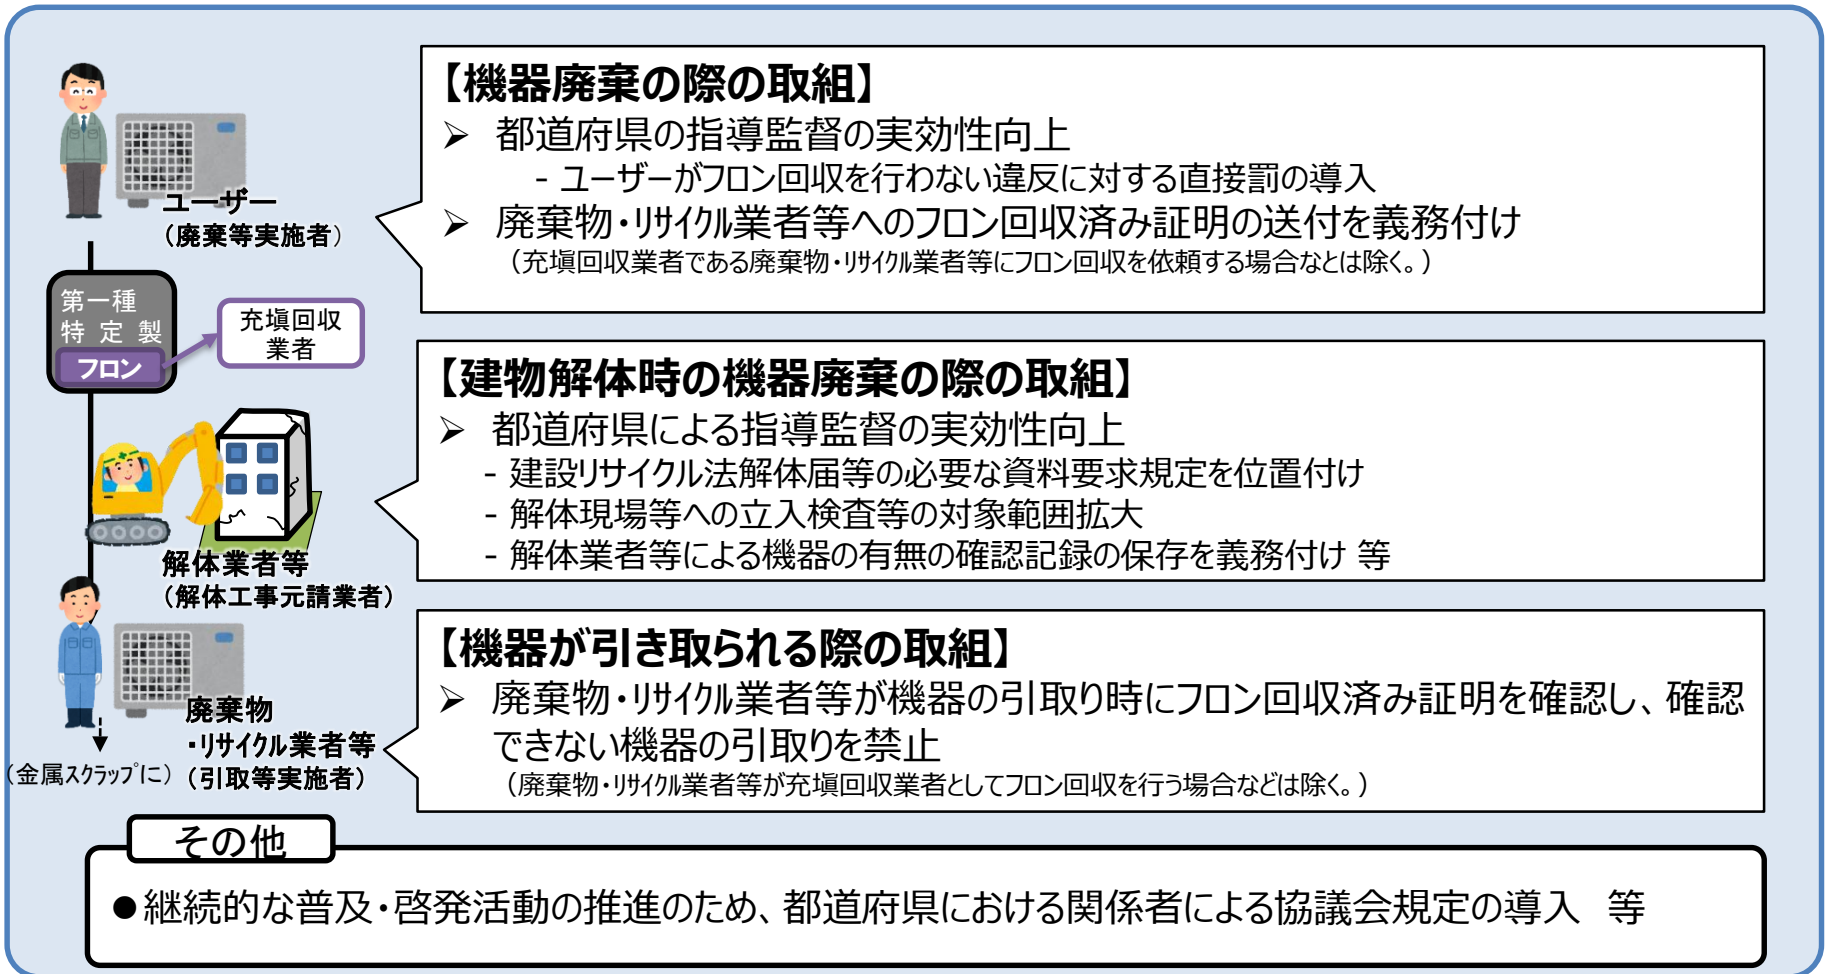 【機器廃棄の際の取組】
➢ 都道府県の指導監督の実効性向上
- ユーザーがフロン回収を行わない違反に対する直接罰の導入
➢ 廃棄物・リサイクル業者等へのフロン回収済み証明の送付を義務付け
（充塡回収業者である廃棄物・リサイクル業者等にフロン回収を依頼する場合などは除く。）
ユーザー
（廃棄等実施者）
第一種
特 定 製
フロン
充塡回収
業者
【建物解体時の機器廃棄の際の取組】
➢ 都道府県による指導監督の実効性向上
- 建設リサイクル法解体届等の必要な資料要求規定を位置付け
- 解体現場等への立入検査等の対象範囲拡大
- 解体業者等による機器の有無の確認記録の保存を義務付け 等
解体業者等
（解体工事元請業者）
【機器が引き取られる際の取組】
➢ 廃棄物・リサイクル業者等が機器の引取り時にフロン回収済み証明を確認し、確認
できない機器の引取りを禁止
（廃棄物・リサイクル業者等が充塡回収業者としてフロン回収を行う場合などは除く。）
廃棄物
・リサイクル業者等
（引取等実施者）
（金属スクラップに）
その他
●継続的な普及・啓発活動の推進のため、都道府県における関係者による協議会規定の導入　等